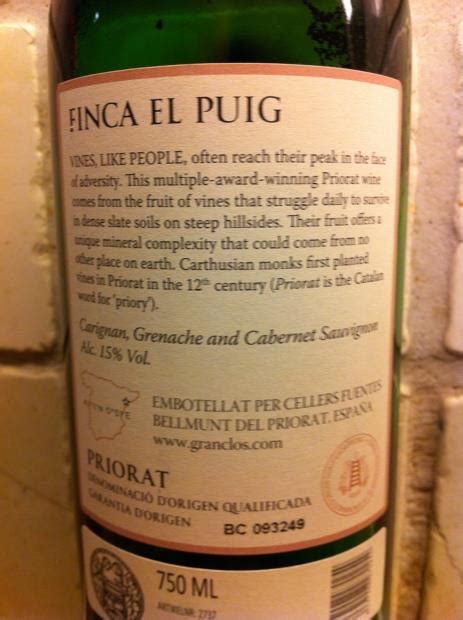 FINCA EL PUIG
VINES, LIKE PEOPLE, often reach their peak in the face
of adversity. This multiple-award-winning Priorat wine
comes from the fruit of vines that struggle daily to survive
in dense slate soils on steep hillsides. Their fruit offers a
unique mineral complexity that could come from no
other place on earth. Carthusian monks first planted
vines in Priorat in the 12th century (Priorat is the Catalan
word for 'priory').
Carignan, Grenache and Cabernet Sauvignon
Alc. 15% Vol.
EMBOTELLAT PER CELLERS FUENTES
BELLMUNT DEL PRIORAT. ESPAÑA
www.granclos.com
PRIORAT
DENOMINACIÓ D'ORIGEN QUALIFICADA
GARANTIA D'ORIGEN
BC 093249
750 ML
ARTIKELNR: 2737